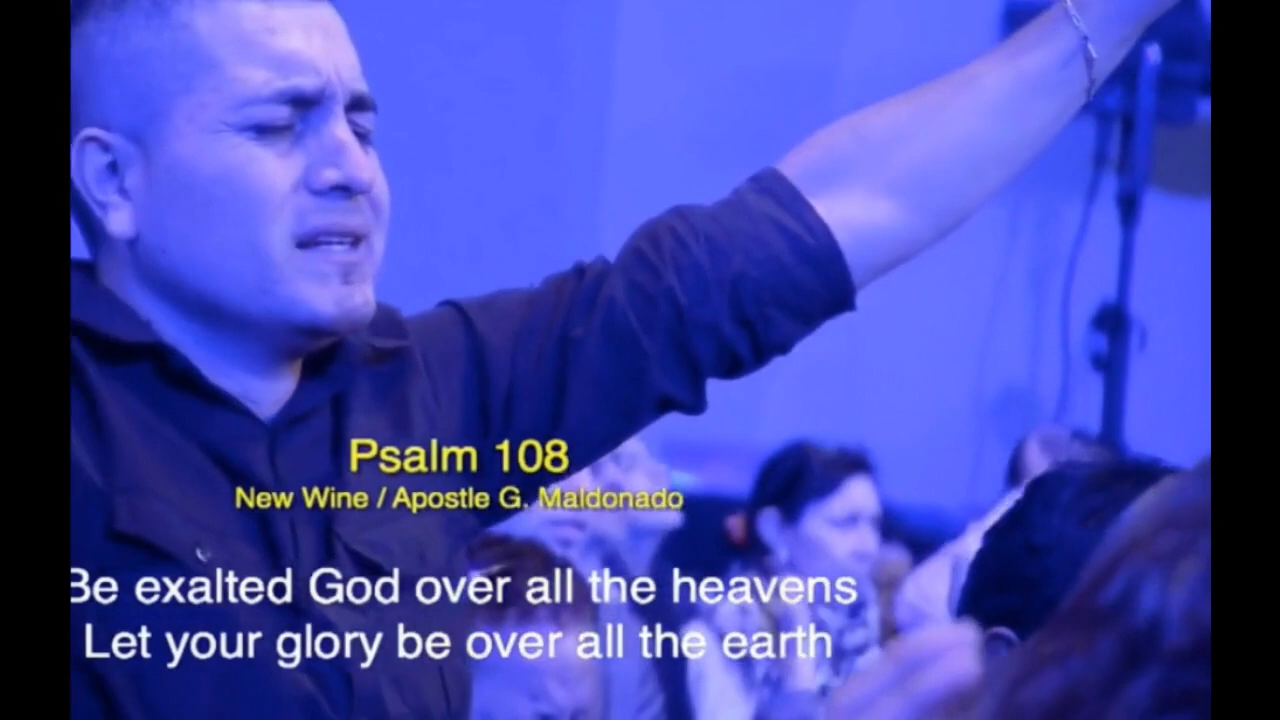 Psalm 108
New Wine / Apostle G. Maldonado
Be exalted God over all the heavens
Let your glory be over all the earth